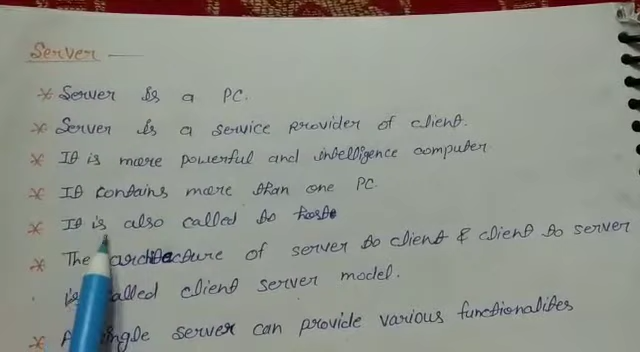 Server
* Server is a PC.
* Server is a service provider of client.
* It is more powerful and intelligence computer.
* It contains more than one PC
* It is also called to host
* The architecture of server to client & client to server
is called client server model.
* A single server can provide various functionalites